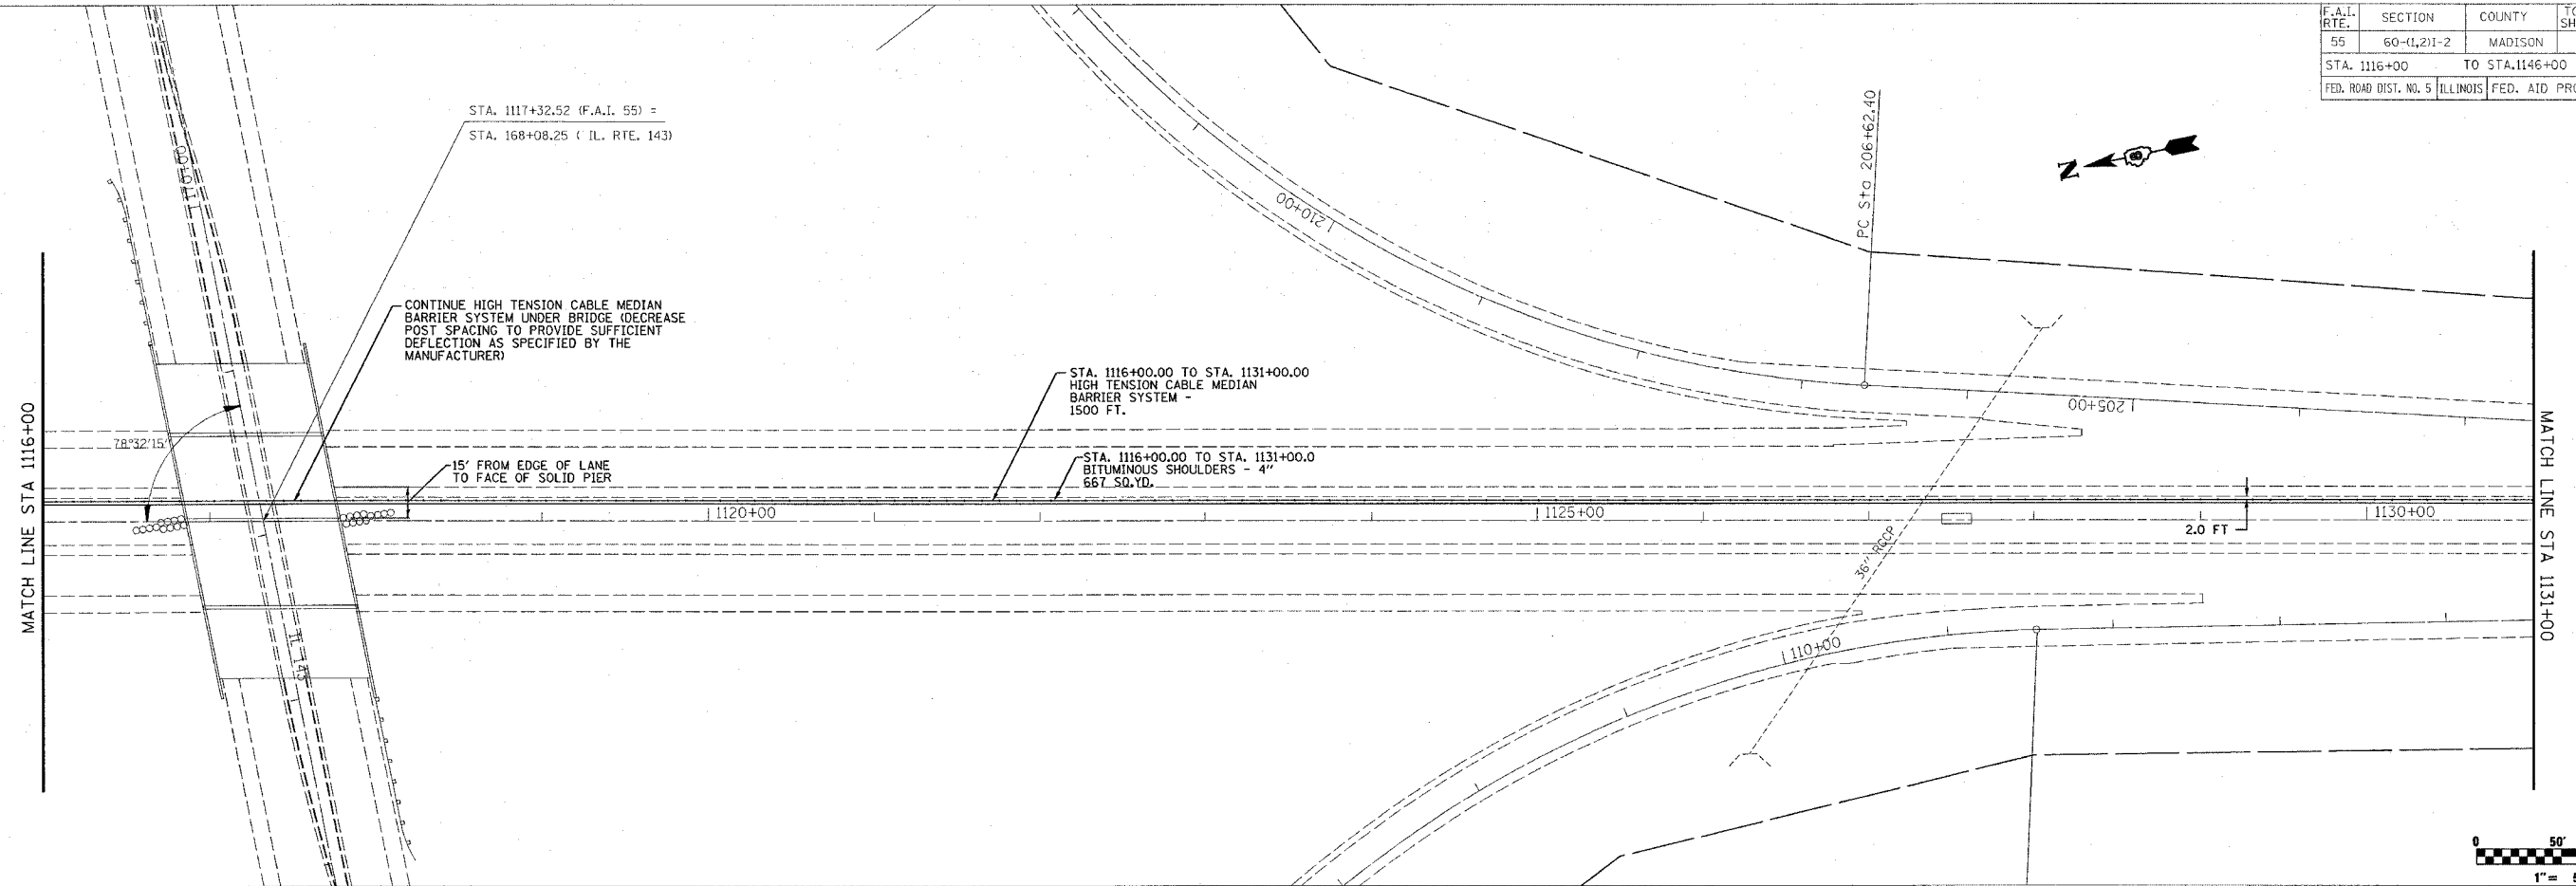 F.A.I. RTE. SECTION COUNTY
55 60-(1,2)I-2 MADISON
STA. 1116+00 TO STA.1146+00
FED. ROAD DIST. NO. 5 ILLINOIS FED. AID
STA. 1117+32.52 (F.A.I. 55) =
STA. 168+08.25 ( IL. RTE. 143)
110+00
PC Sta 206+62.40
N
210+00
CONTINUE HIGH TENSION CABLE MEDIAN
BARRIER SYSTEM UNDER BRIDGE (DECREASE
POST SPACING TO PROVIDE SUFFICIENT
DEFLECTION AS SPECIFIED BY THE
MANUFACTURER)
STA. 1116+00.00 TO STA. 1131+00.00
HIGH TENSION CABLE MEDIAN
BARRIER SYSTEM -
1500 FT.
205+00
78°32'15"
15' FROM EDGE OF LANE
TO FACE OF SOLID PIER
STA. 1116+00.00 TO STA. 1131+00.0
BITUMINOUS SHOULDERS - 4"
667 SQ.YD.
MATCH LINE STA 1116+00
1120+00
1125+00
1130+00
2.0 FT
MATCH LINE STA 1131+00
36" RCCP
IL 143
110+00
0 50'
1"=